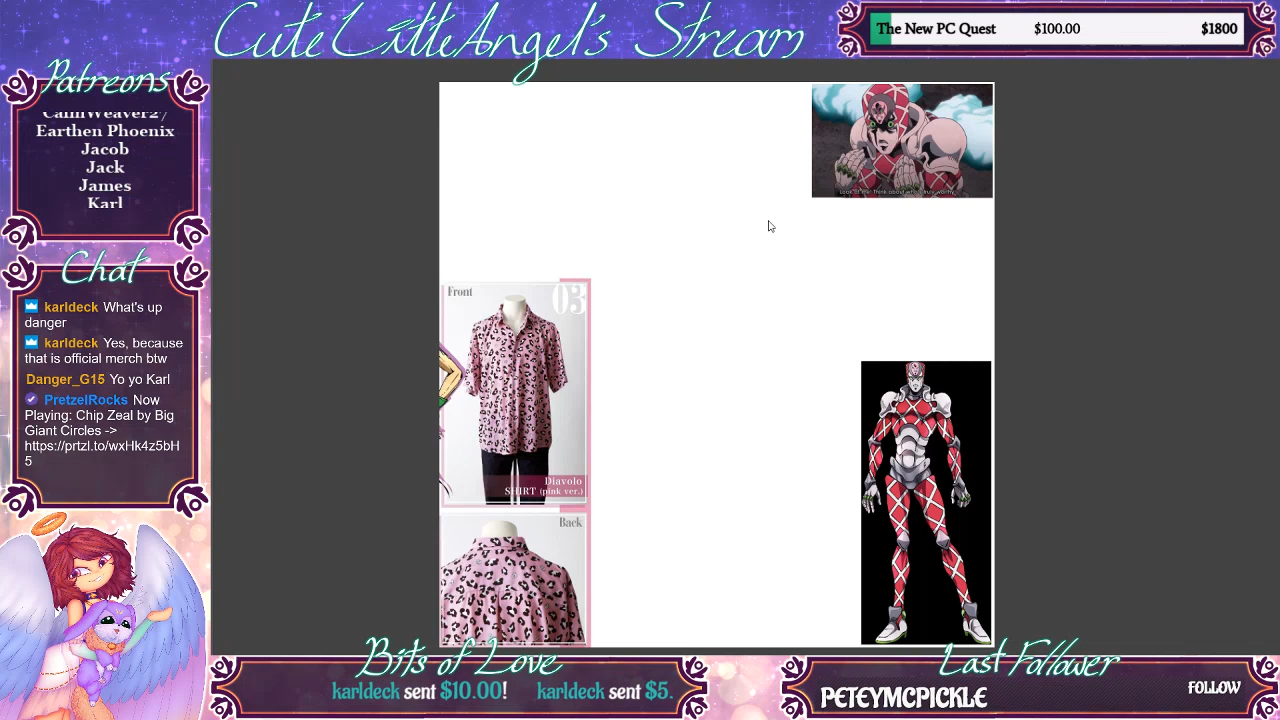 Cute Little Angel's Stream
The New PC Quest $100.00 $1800
Patreons
Earthen Phoenix
Jacob
Jack
James
Karl
Chat
karldeck What's up
danger
karldeck Yes, because
that is official merch btw
Danger_G15 Yo yo Karl
PretzelRocks Now
Playing: Chip Zeal by Big
Giant Circles ->
https://prtzl.to/wxHk4z5bH
5
Front
03
Diavolo
SHIRT (pink ver.)
Back
Bits of Love
karldeck sent $10.00! karldeck sent $5.
Last Follower
PETEYMCPICKLE
FOLLOW